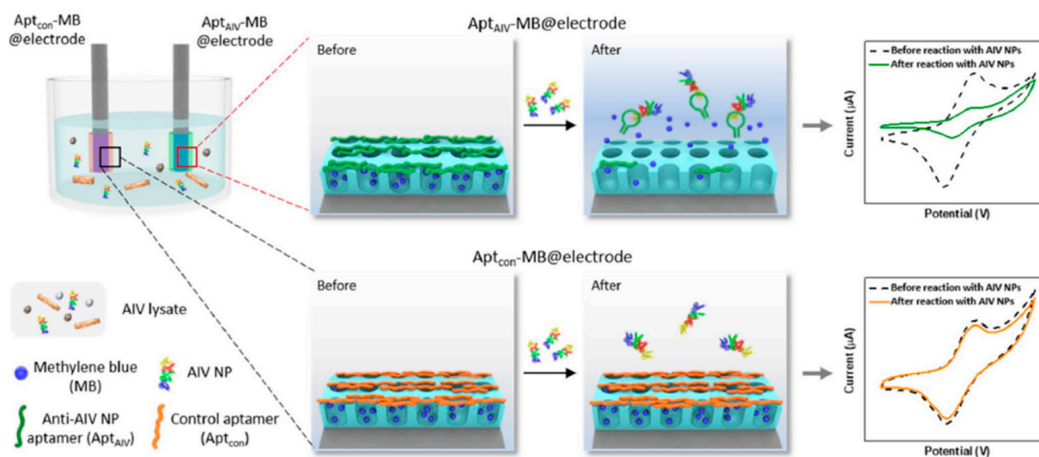 Apt_con-MB
@electrode
Apt_AIV-MB
@electrode
Apt_AIV-MB@electrode
Before
After
Before reaction with AIV NPs
After reaction with AIV NPs
Current (μA)
Potential (V)
AIV lysate
Methylene blue
(MB)
AIV NP
Anti-AIV NP
aptamer (Apt_AIV)
Control aptamer
(Apt_con)
Apt_con-MB@electrode
Before
After
Before reaction with AIV NPs
After reaction with AIV NPs
Current (μA)
Potential (V)